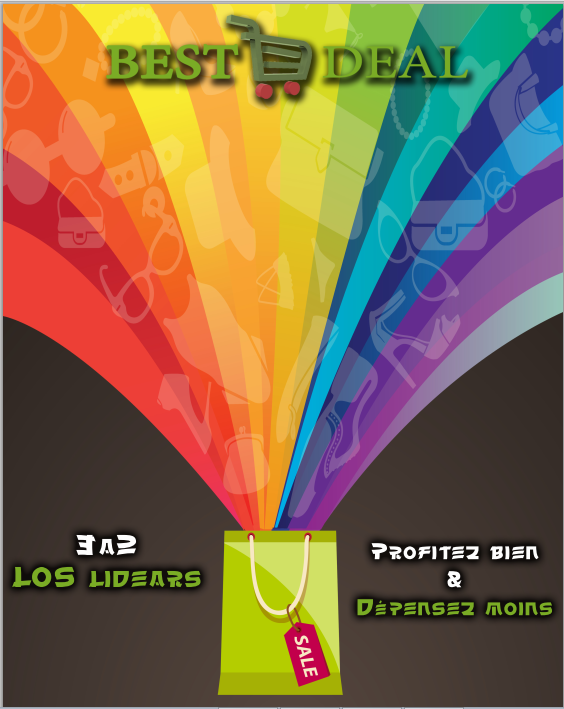 BEST DEAL
3A2
LOS LIDEARS
PROFITEZ BIEN
&
DÉPENSEZ MOINS
SALE